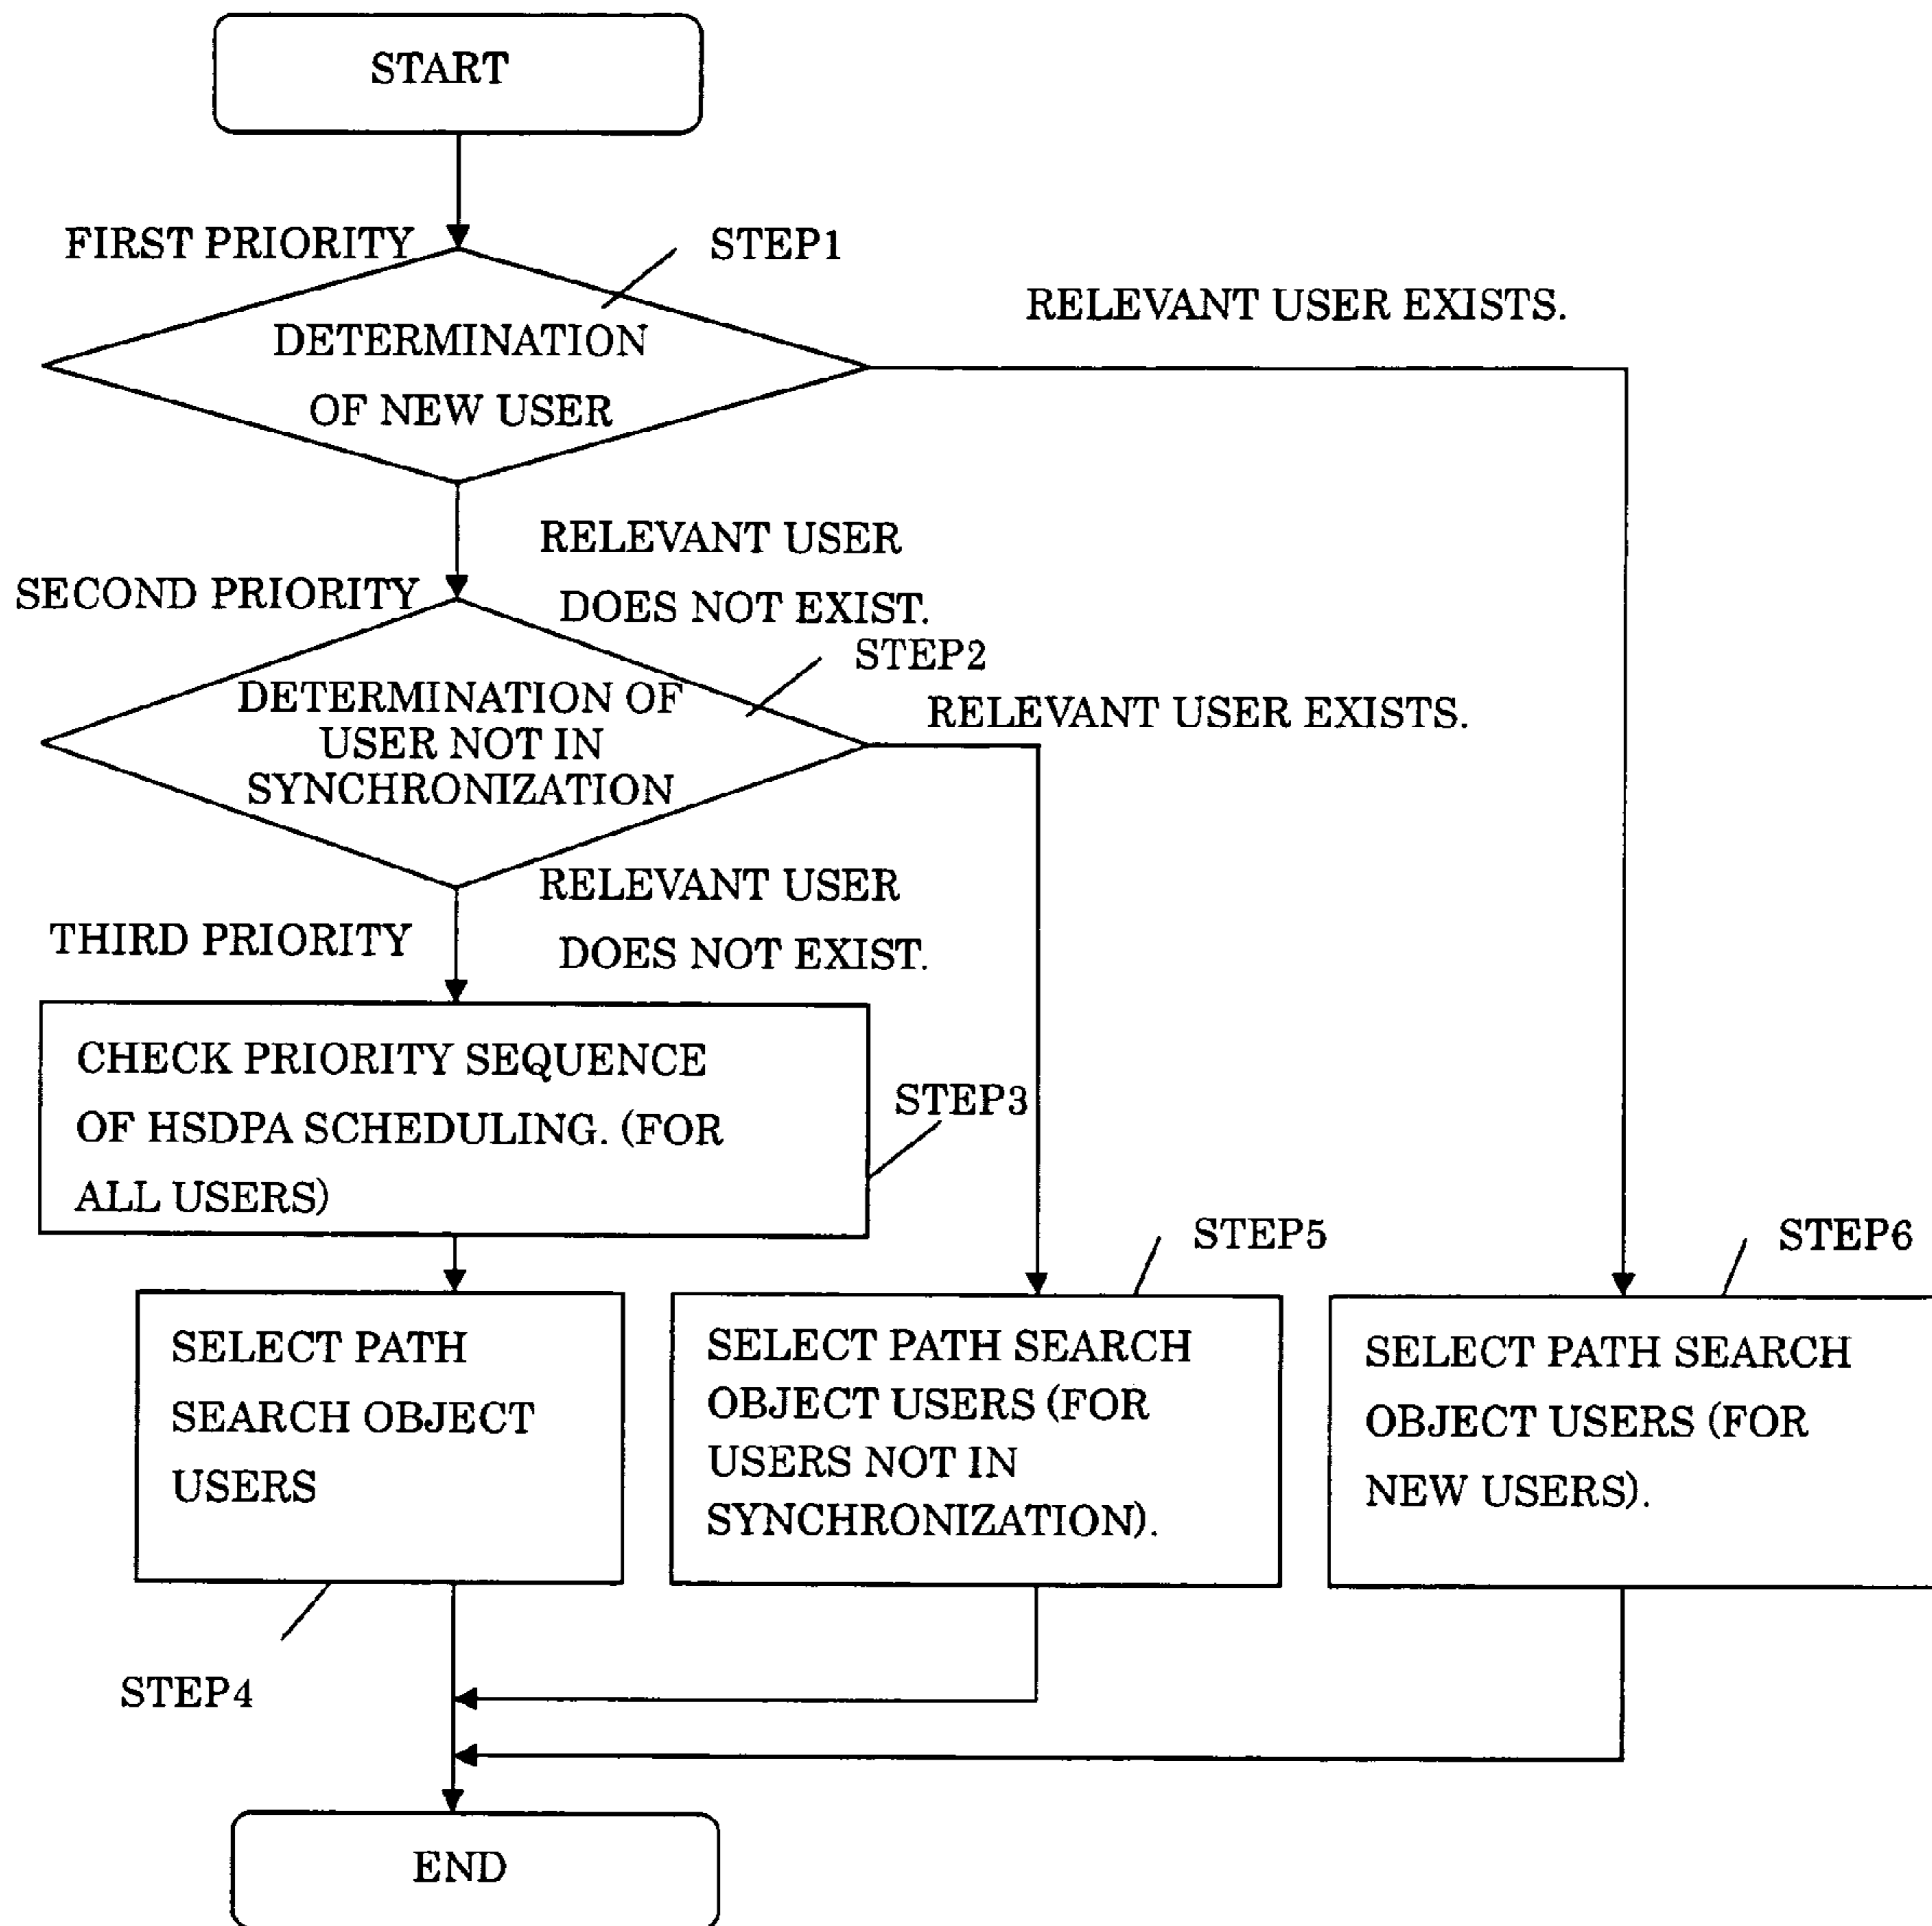 START
FIRST PRIORITY
STEP1
RELEVANT USER EXISTS.
DETERMINATION
OF NEW USER
RELEVANT USER
DOES NOT EXIST.
SECOND PRIORITY
STEP2
RELEVANT USER EXISTS.
DETERMINATION OF
USER NOT IN
SYNCHRONIZATION
RELEVANT USER
DOES NOT EXIST.
THIRD PRIORITY
CHECK PRIORITY SEQUENCE
OF HSDPA SCHEDULING. (FOR
ALL USERS)
STEP3
STEP5
STEP6
SELECT PATH
SEARCH OBJECT
USERS
SELECT PATH SEARCH
OBJECT USERS (FOR
USERS NOT IN
SYNCHRONIZATION).
SELECT PATH SEARCH
OBJECT USERS (FOR
NEW USERS).
STEP4
END